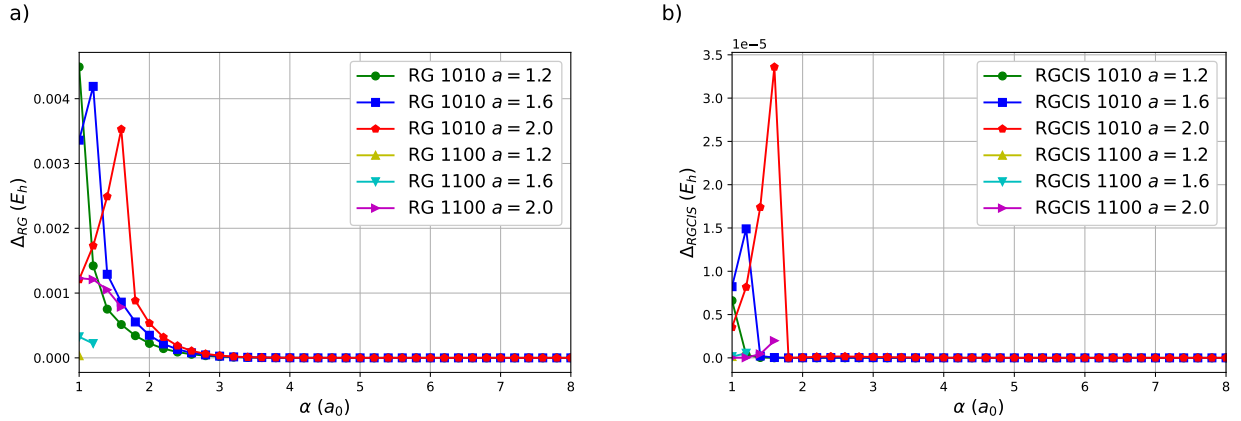 a)
Δ_RG (E_h)
0.004
0.003
0.002
0.001
0.000
RG 1010 a = 1.2
RG 1010 a = 1.6
RG 1010 a = 2.0
RG 1100 a = 1.2
RG 1100 a = 1.6
RG 1100 a = 2.0
1 2 3 4 5 6 7 8
α (a_0)
b)
1e−5
Δ_RGCIS (E_h)
3.5
3.0
2.5
2.0
1.5
1.0
0.5
0.0
RGCIS 1010 a = 1.2
RGCIS 1010 a = 1.6
RGCIS 1010 a = 2.0
RGCIS 1100 a = 1.2
RGCIS 1100 a = 1.6
RGCIS 1100 a = 2.0
1 2 3 4 5 6 7 8
α (a_0)